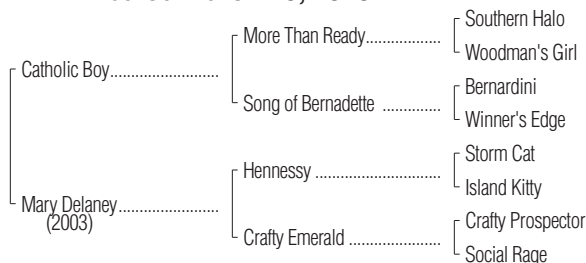 Southern Halo
More Than Ready
Woodman's Girl
Catholic Boy
Bernardini
Song of Bernadette
Winner's Edge
Storm Cat
Hennessy
Island Kitty
Mary Delaney
(2003)
Crafty Prospector
Crafty Emerald
Social Rage